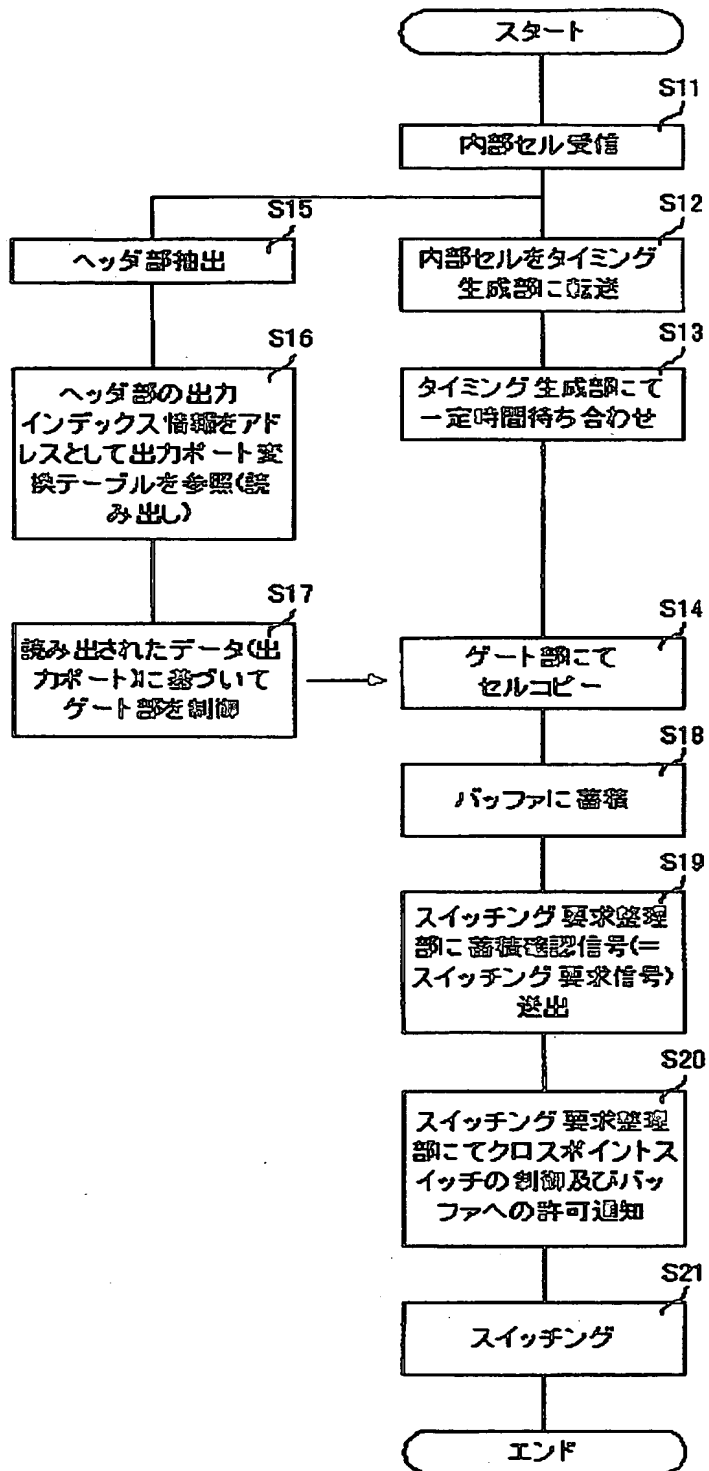 スタート
S11
内部セル受信
S15
ヘッダ部抽出
S12
内部セルをタイミング
生成部に転送
S16
ヘッダ部の出力
インデックス情報をアド
レスとして出力ポート変
換テーブルを参照(読
み出し)
S13
タイミング生成部にて
一定時間待ち合わせ
S17
読み出されたデータ(出
力ポート)に基づいて
ゲート部を制御
S14
ゲート部にて
セルコピー
S18
バッファに蓄積
S19
スイッチング要求整理
部に蓄積確認信号(=
スイッチング要求信号)
送出
S20
スイッチング要求整理
部にてクロスポイントス
イッチの制御及びバッ
ファへの許可通知
S21
スイッチング
エンド